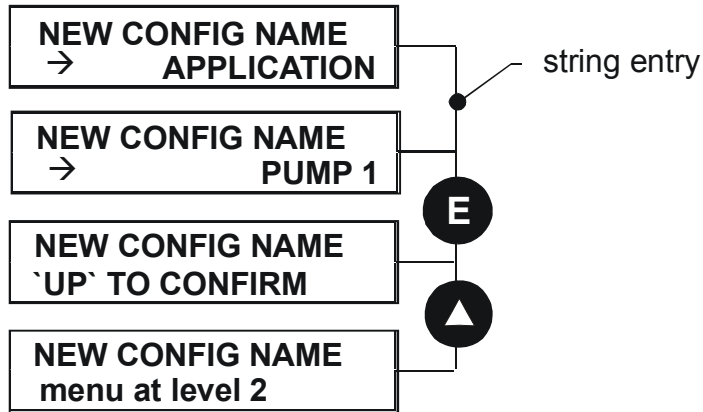 NEW CONFIG NAME
→ APPLICATION
string entry
NEW CONFIG NAME
→ PUMP 1
E
NEW CONFIG NAME
`UP` TO CONFIRM
NEW CONFIG NAME
menu at level 2